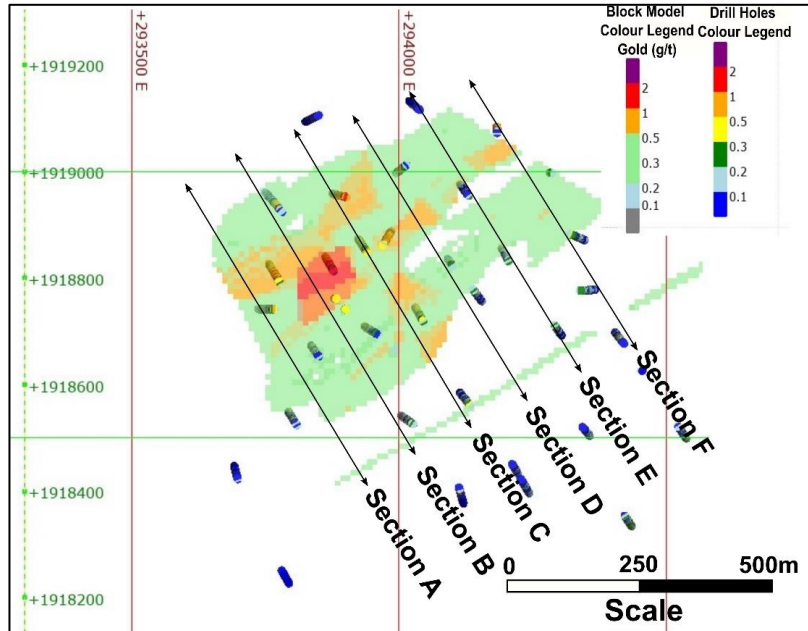 Block Model
Colour Legend
Gold (g/t)
2
1
0.5
0.3
0.2
0.1
Drill Holes
Colour Legend
2
1
0.5
0.3
0.2
0.1
+293500 E
+294000 E
+1919200
+1919000
+1918800
+1918600
+1918400
+1918200
Section A
Section B
Section C
Section D
Section E
Section F
0 250 500m
Scale